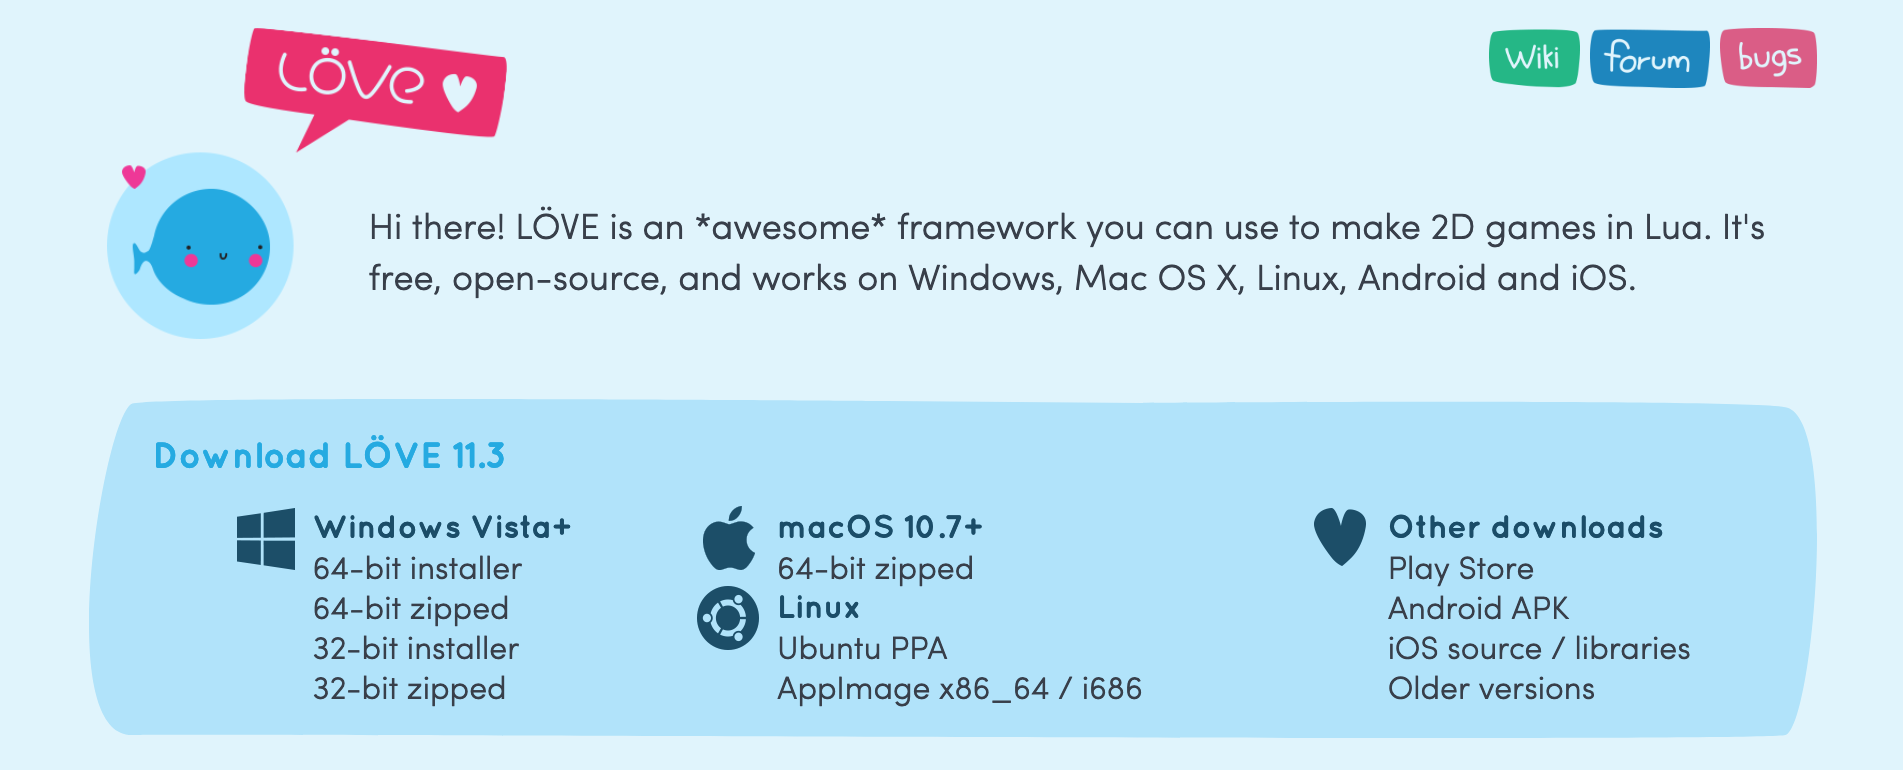 LÖVE
Wiki
forum
bugs
Hi there! LÖVE is an *awesome* framework you can use to make 2D games in Lua. It's
free, open-source, and works on Windows, Mac OS X, Linux, Android and iOS.
Download LÖVE 11.3
Windows Vista+
64-bit installer
64-bit zipped
32-bit installer
32-bit zipped
macOS 10.7+
64-bit zipped
Linux
Ubuntu PPA
AppImage x86_64 / i686
Other downloads
Play Store
Android APK
iOS source / libraries
Older versions